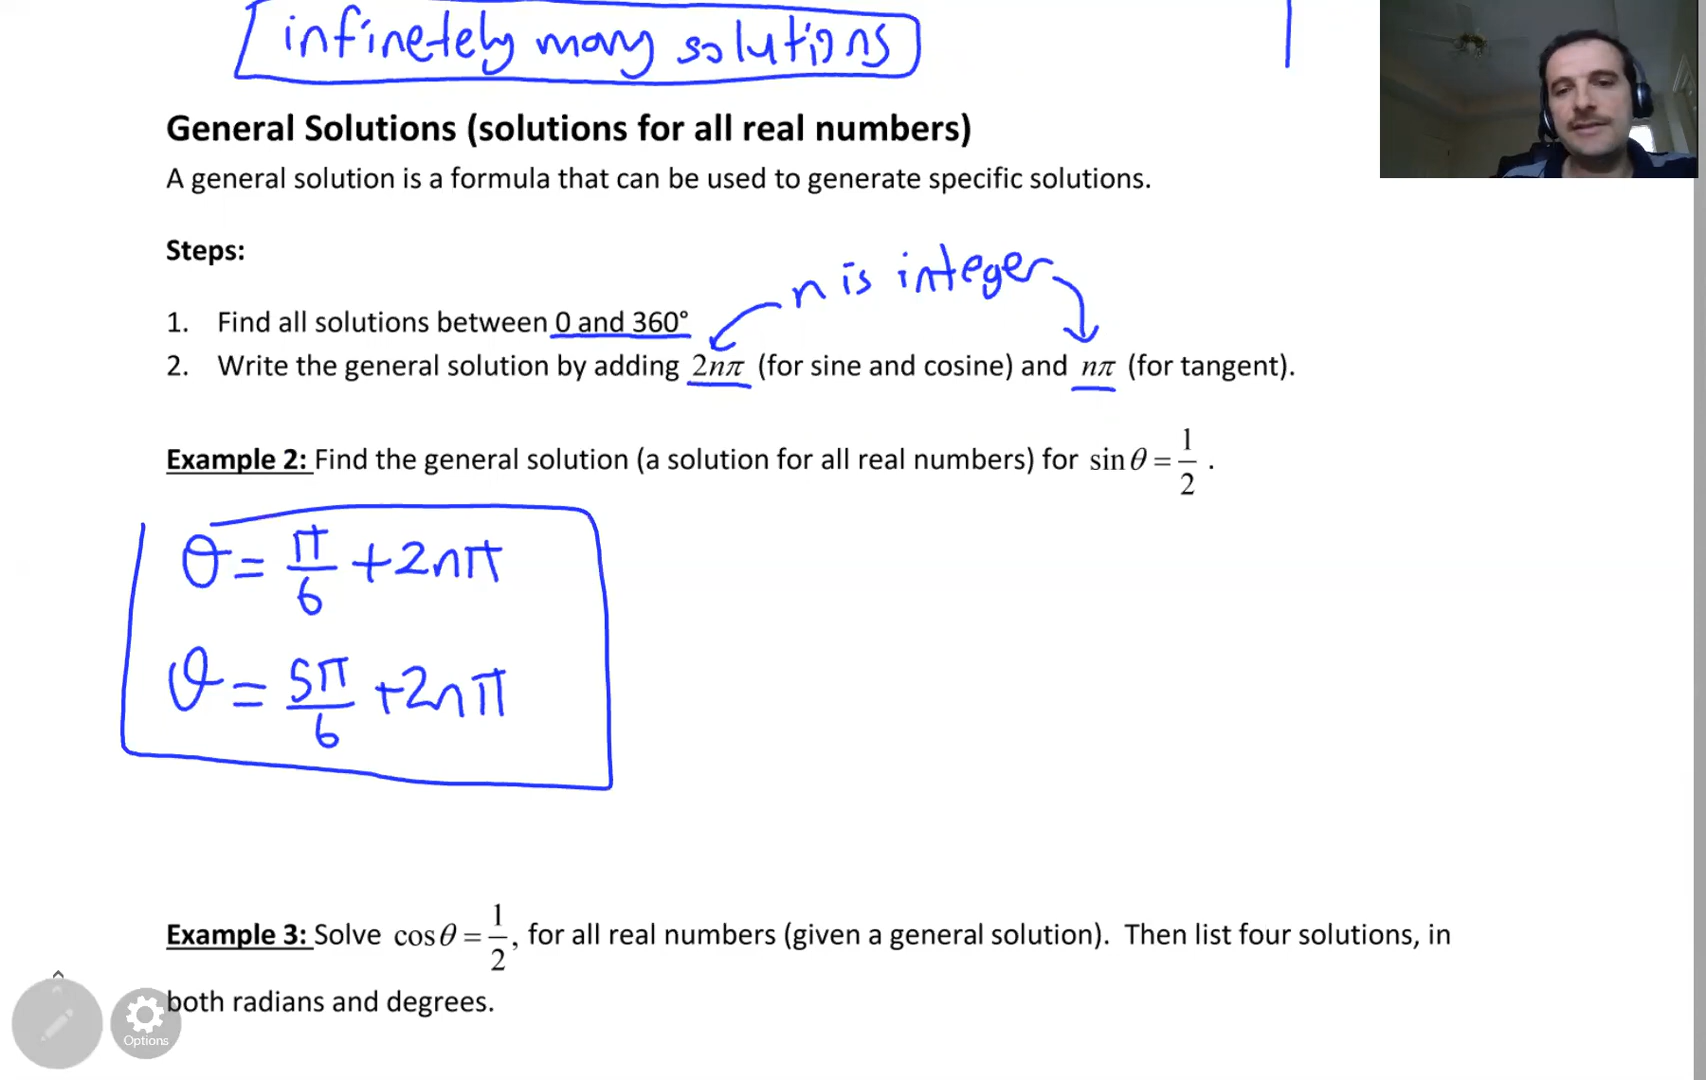 infinetely many solutions
General Solutions (solutions for all real numbers)
A general solution is a formula that can be used to generate specific solutions.
Steps:
n is integer
1. Find all solutions between 0 and 360°
2. Write the general solution by adding 2nπ (for sine and cosine) and nπ (for tangent).
Example 2: Find the general solution (a solution for all real numbers) for sin θ = 1/2 .
θ = π/6 + 2nπ
θ = 5π/6 + 2nπ
Example 3: Solve cos θ = 1/2, for all real numbers (given a general solution). Then list four solutions, in
both radians and degrees.
Options